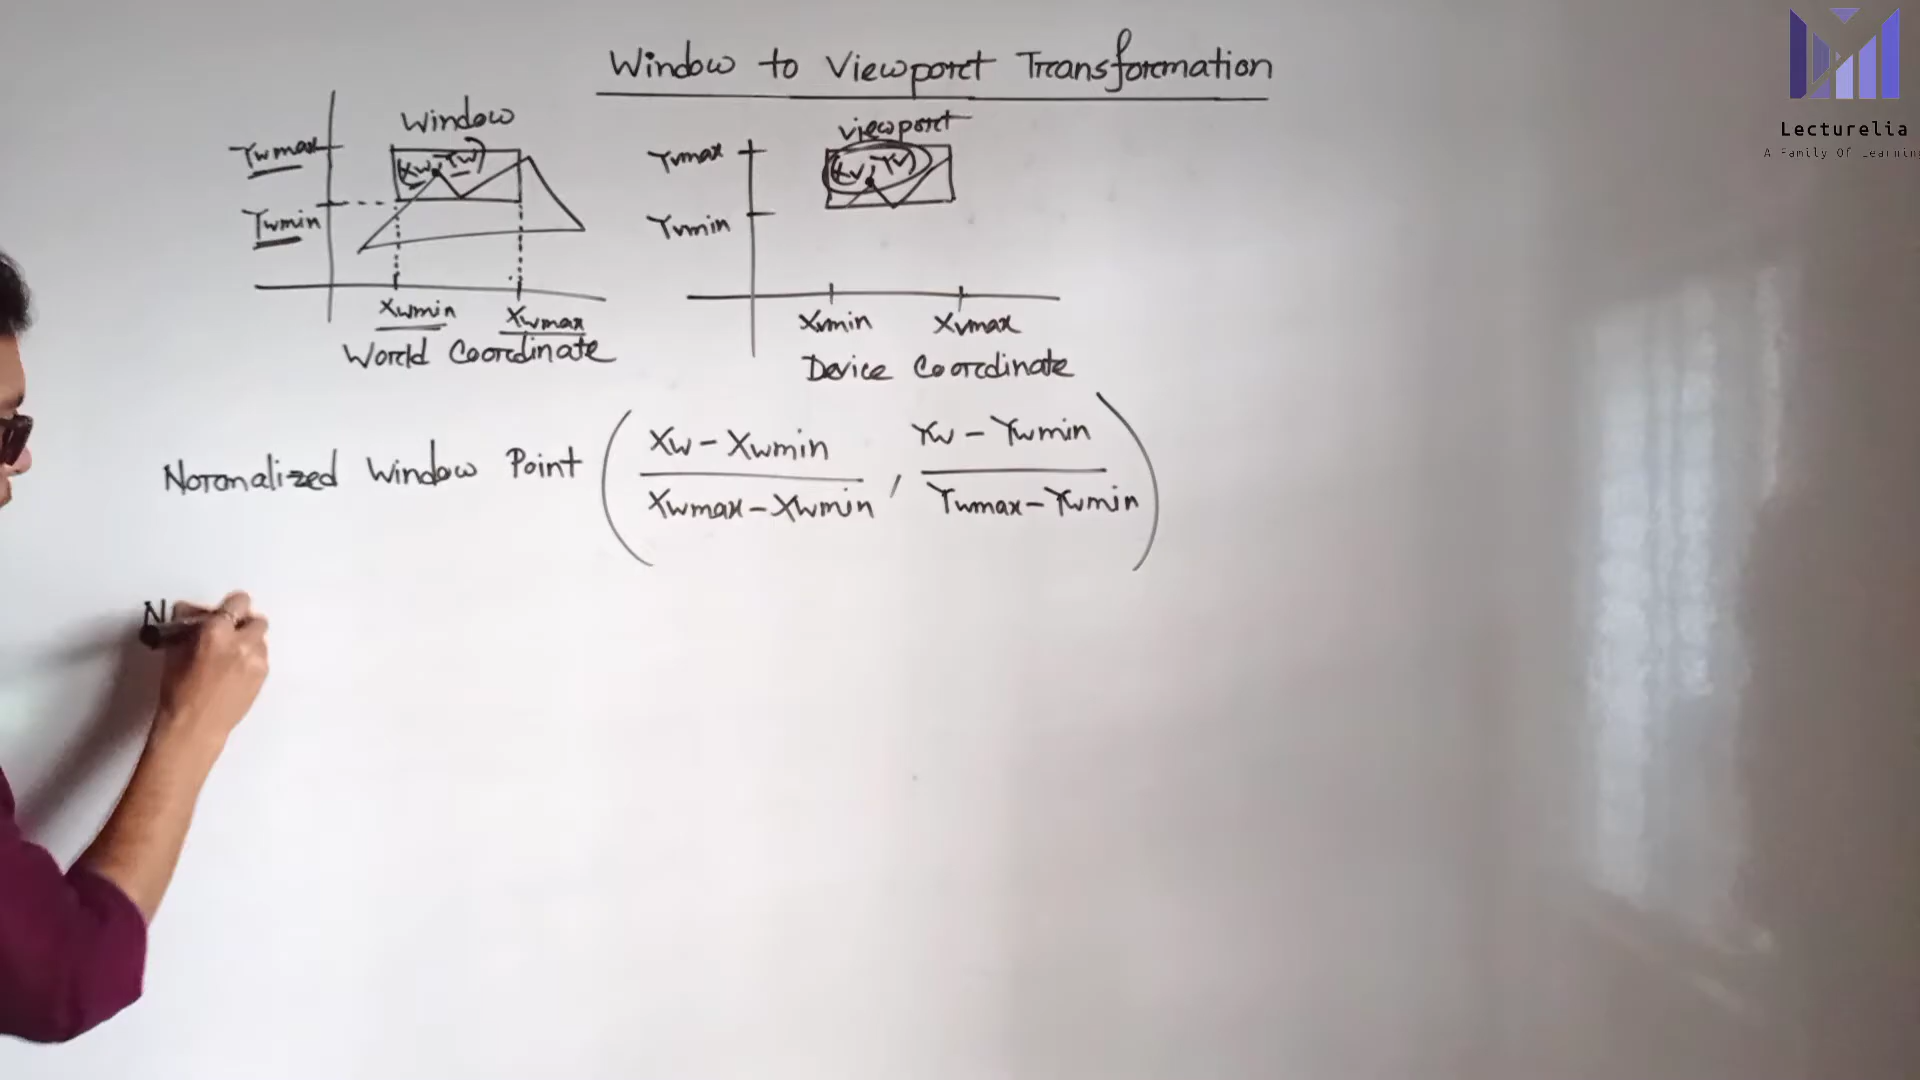 Window to Viewport Transformation
Window
Ywmax
(Xw, Yw)
Ywmin
Xwmin
Xwmax
World Coordinate
viewport
Yvmax
(Xv, Yv)
Yvmin
Xvmin
Xvmax
Device Coordinate
Normalized Window Point ( Xw - Xwmin / Xwmax - Xwmin , Yw - Ywmin / Ywmax - Ywmin )
N
Lecturelia
A Family Of Learning